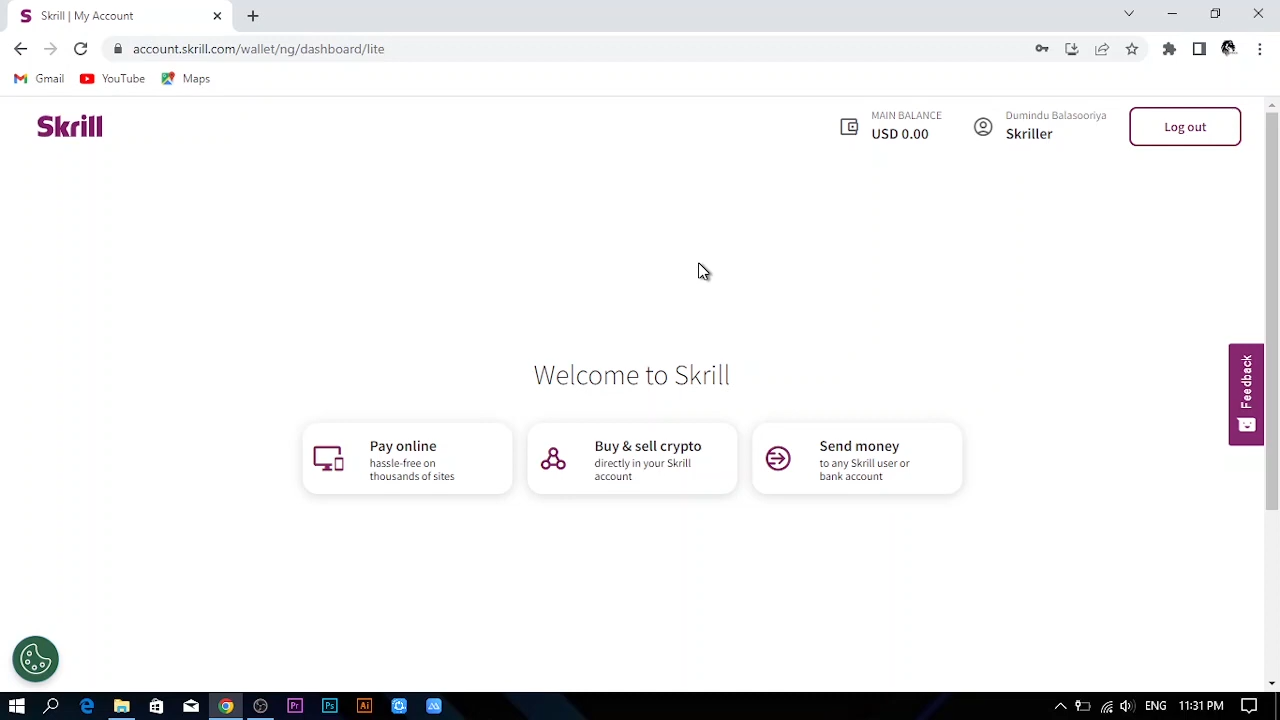 Skrill | My Account
account.skrill.com/wallet/ng/dashboard/lite
Gmail
YouTube
Maps
Skrill
MAIN BALANCE
USD 0.00
Dumindu Balasooriya
Skriller
Log out
Feedback
Welcome to Skrill
Pay online
hassle-free on
thousands of sites
Buy & sell crypto
directly in your Skrill
account
Send money
to any Skrill user or
bank account
Pr
Ps
Ai
ENG
11:31 PM